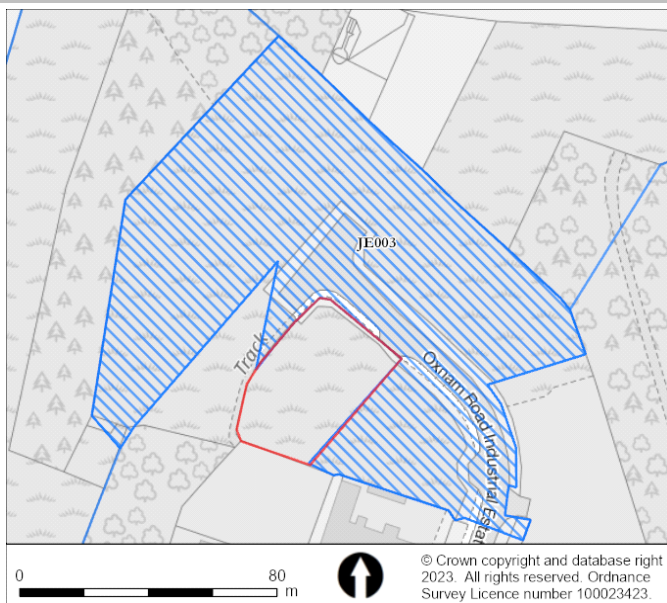 JE003
Track
Oxnam Road Industrial Estat
0 80
m
© Crown copyright and database right
2023. All rights reserved. Ordnance
Survey Licence number 100023423.